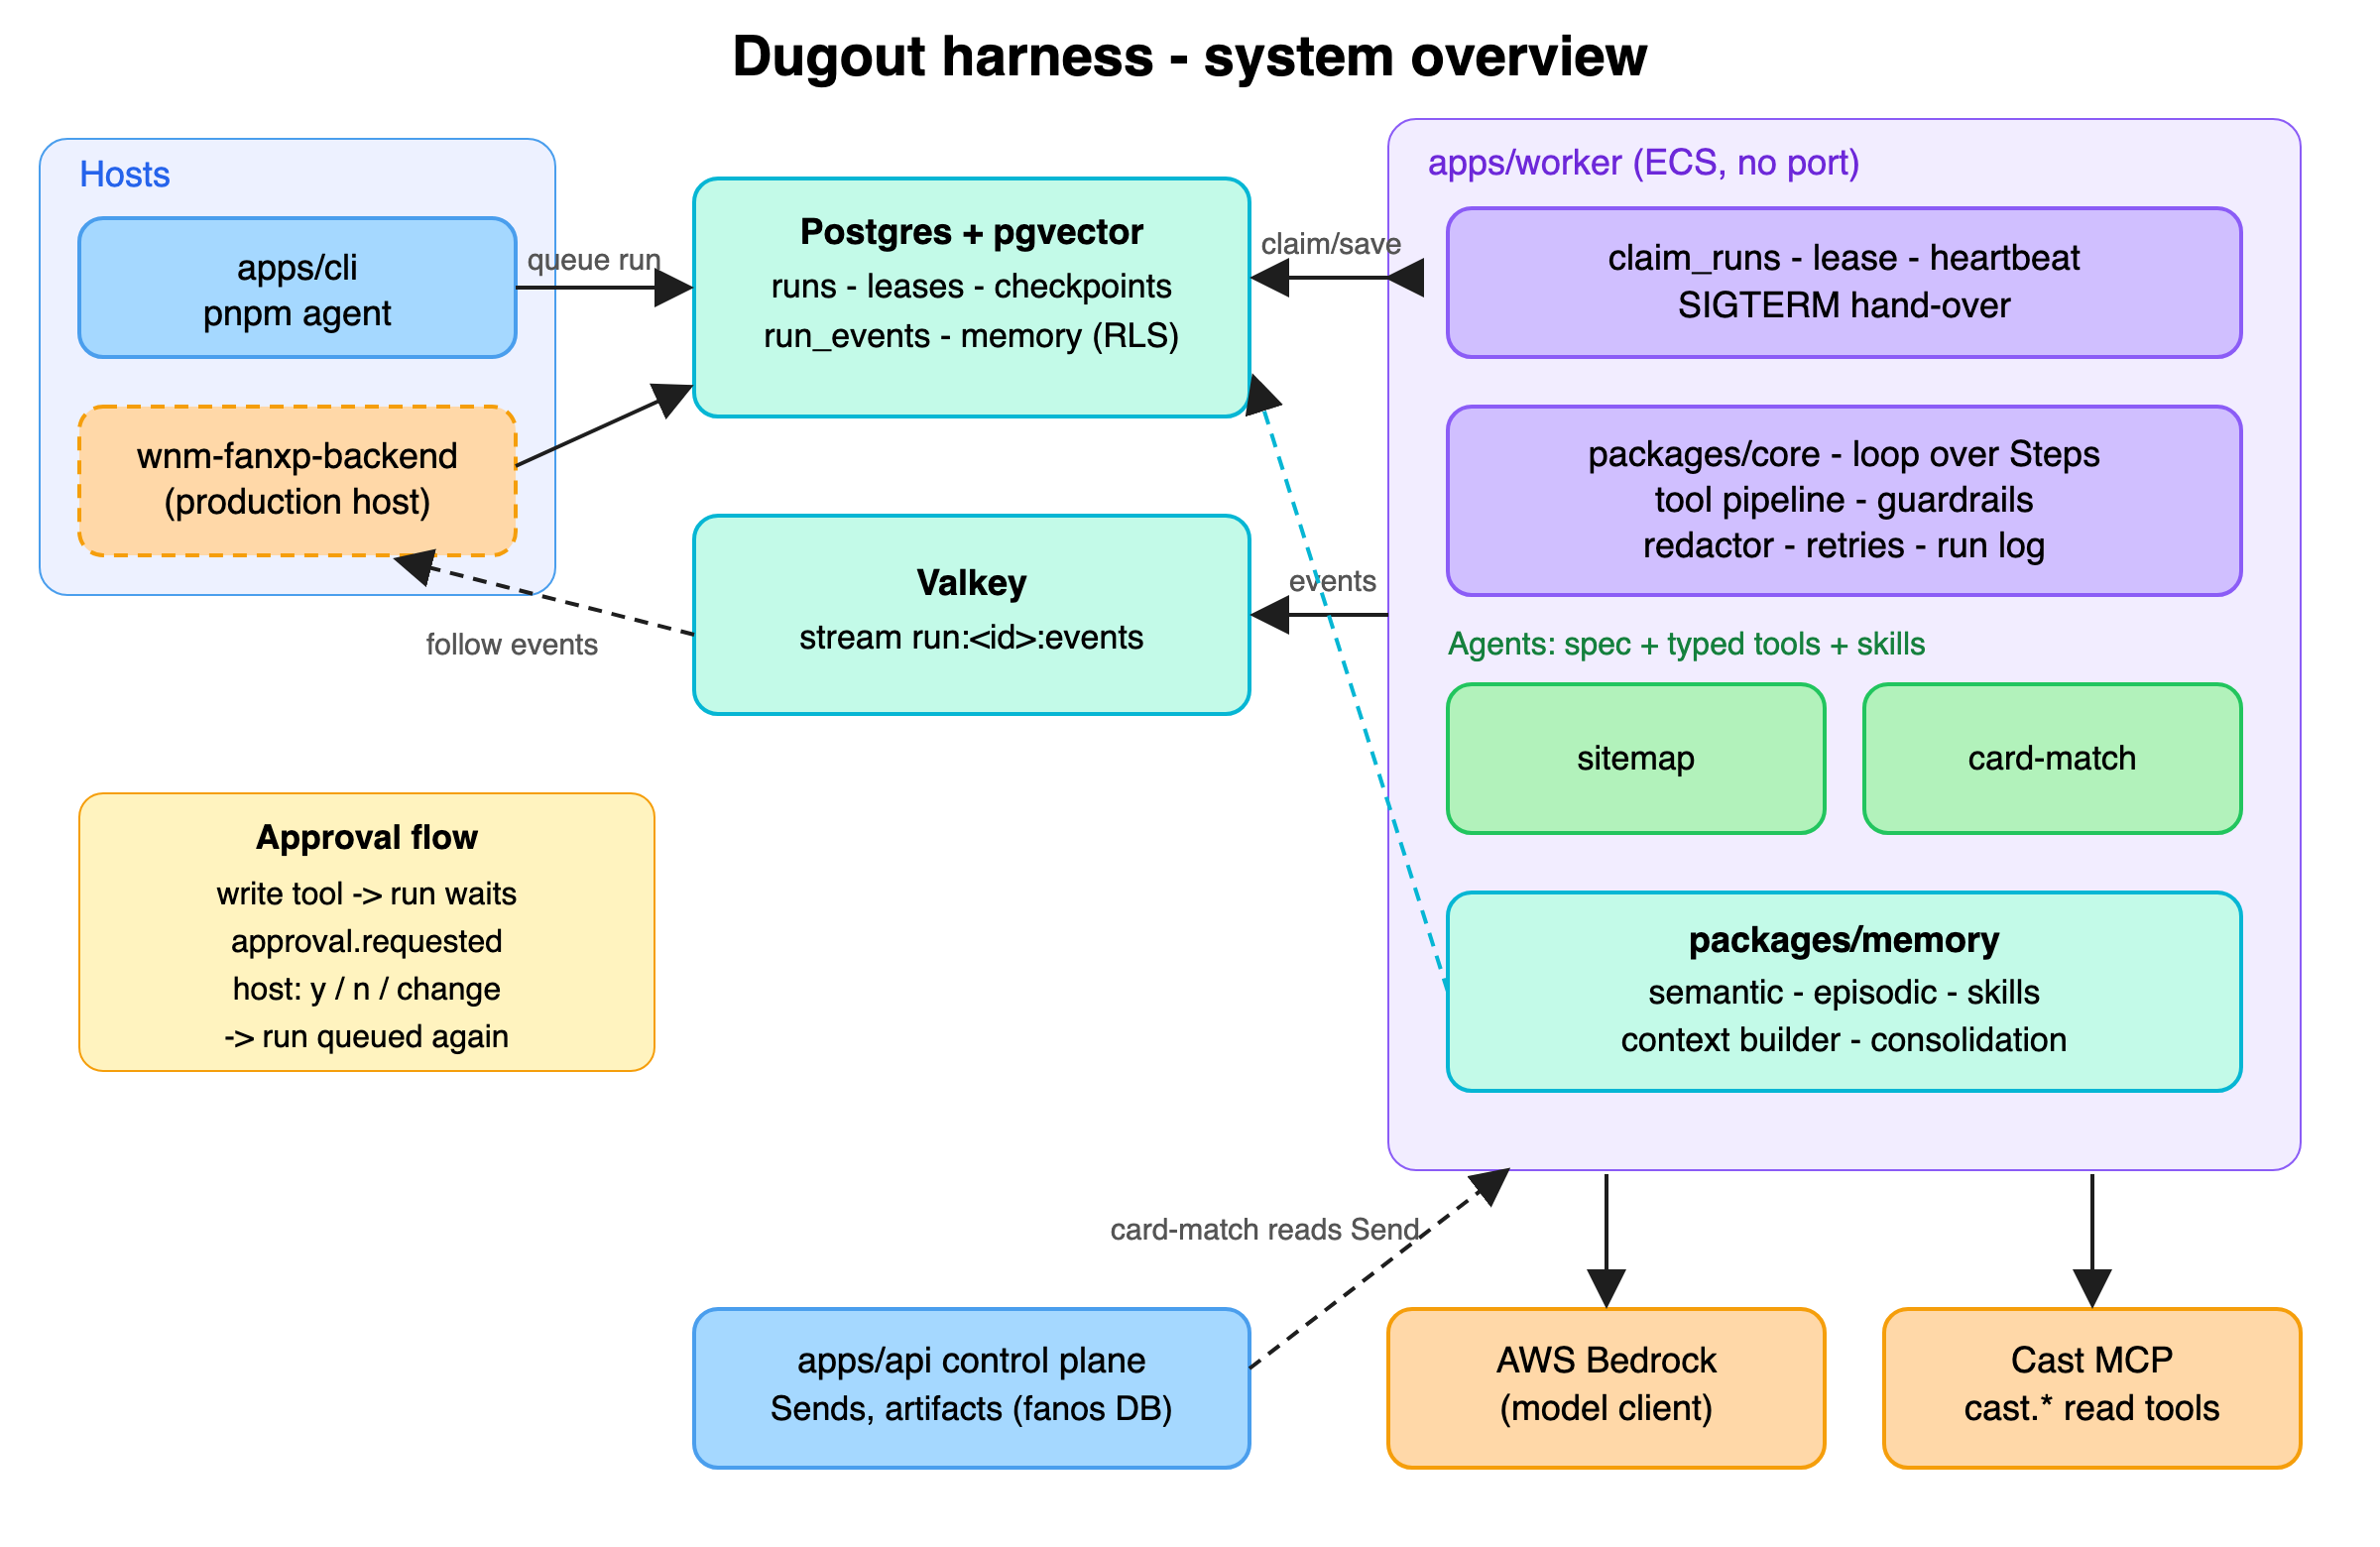 Dugout harness - system overview
Hosts
apps/cli
pnpm agent
queue run
wnm-fanxp-backend
(production host)
follow events
Postgres + pgvector
runs - leases - checkpoints
run_events - memory (RLS)
claim/save
Valkey
stream run:<id>:events
events
apps/worker (ECS, no port)
claim_runs - lease - heartbeat
SIGTERM hand-over
packages/core - loop over Steps
tool pipeline - guardrails
redactor - retries - run log
Agents: spec + typed tools + skills
sitemap
card-match
packages/memory
semantic - episodic - skills
context builder - consolidation
Approval flow
write tool -> run waits
approval.requested
host: y / n / change
-> run queued again
card-match reads Send
apps/api control plane
Sends, artifacts (fanos DB)
AWS Bedrock
(model client)
Cast MCP
cast.* read tools